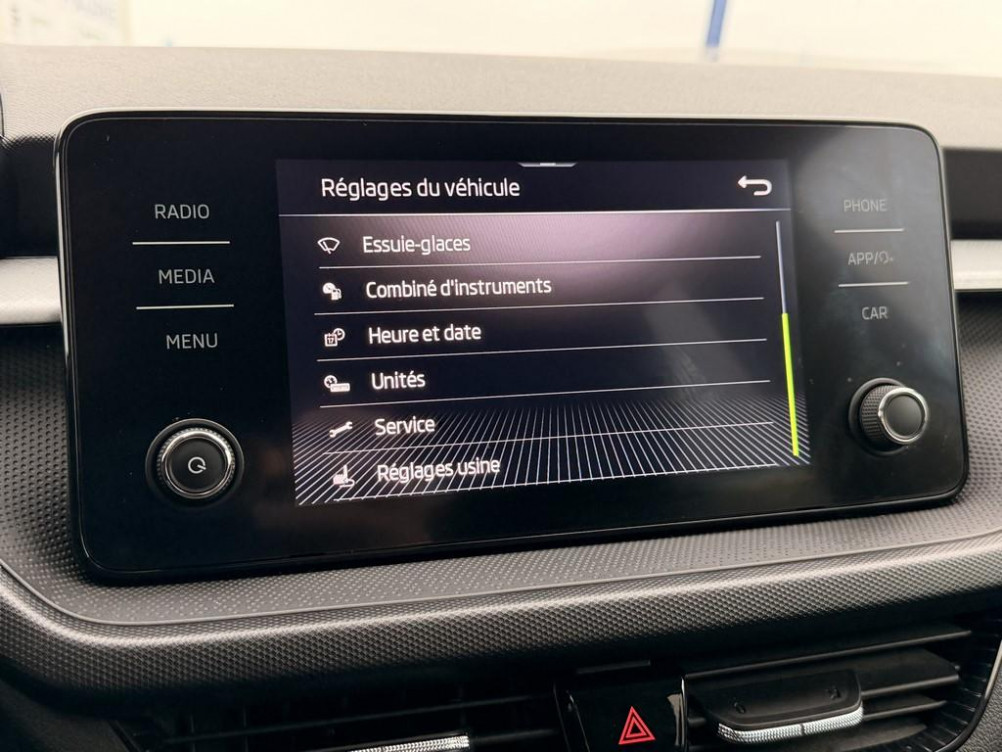 Réglages du véhicule
RADIO
MEDIA
MENU
Essuie-glaces
Combiné d'instruments
Heure et date
Unités
Service
Réglages usine
PHONE
APP/
CAR